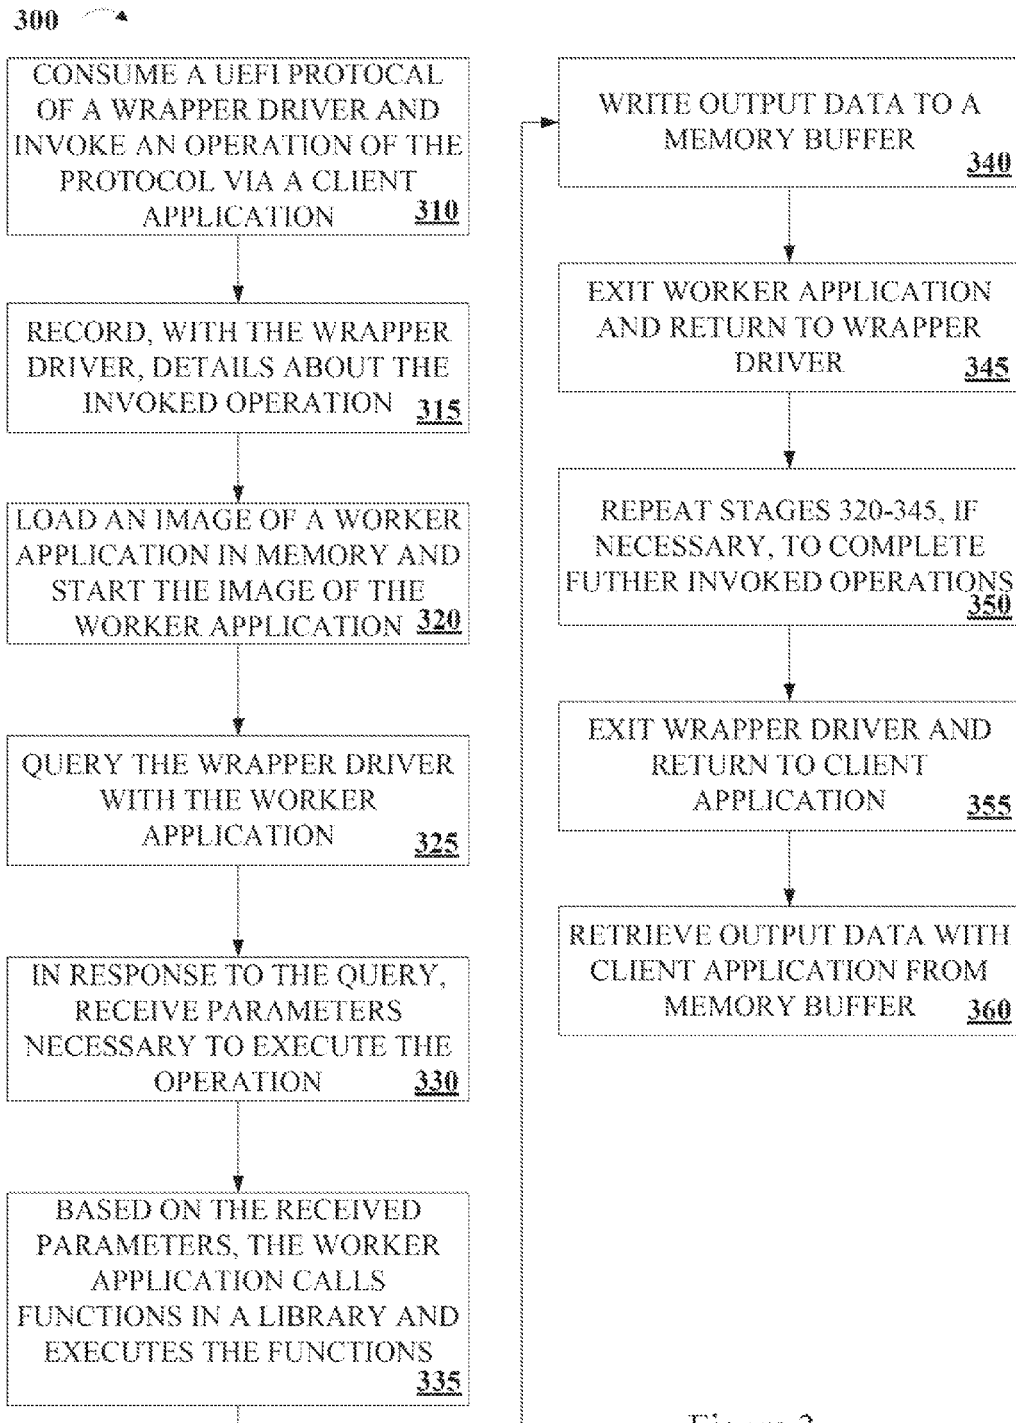 300
CONSUME A UEFI PROTOCAL
OF A WRAPPER DRIVER AND
INVOKE AN OPERATION OF THE
PROTOCOL VIA A CLIENT
APPLICATION 310
RECORD, WITH THE WRAPPER
DRIVER, DETAILS ABOUT THE
INVOKED OPERATION 315
LOAD AN IMAGE OF A WORKER
APPLICATION IN MEMORY AND
START THE IMAGE OF THE
WORKER APPLICATION 320
QUERY THE WRAPPER DRIVER
WITH THE WORKER
APPLICATION 325
IN RESPONSE TO THE QUERY,
RECEIVE PARAMETERS
NECESSARY TO EXECUTE THE
OPERATION 330
BASED ON THE RECEIVED
PARAMETERS, THE WORKER
APPLICATION CALLS
FUNCTIONS IN A LIBRARY AND
EXECUTES THE FUNCTIONS
335
WRITE OUTPUT DATA TO A
MEMORY BUFFER
340
EXIT WORKER APPLICATION
AND RETURN TO WRAPPER
DRIVER 345
REPEAT STAGES 320-345, IF
NECESSARY, TO COMPLETE
FUTHER INVOKED OPERATIONS
350
EXIT WRAPPER DRIVER AND
RETURN TO CLIENT
APPLICATION 355
RETRIEVE OUTPUT DATA WITH
CLIENT APPLICATION FROM
MEMORY BUFFER 360
Figure 3